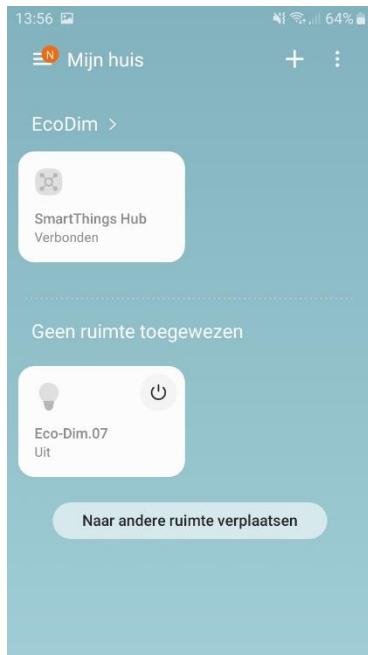 13:56 64%
N Mijn huis
EcoDim >
SmartThings Hub
Verbonden
Geen ruimte toegewezen
Eco-Dim.07
Uit
Naar andere ruimte verplaatsen